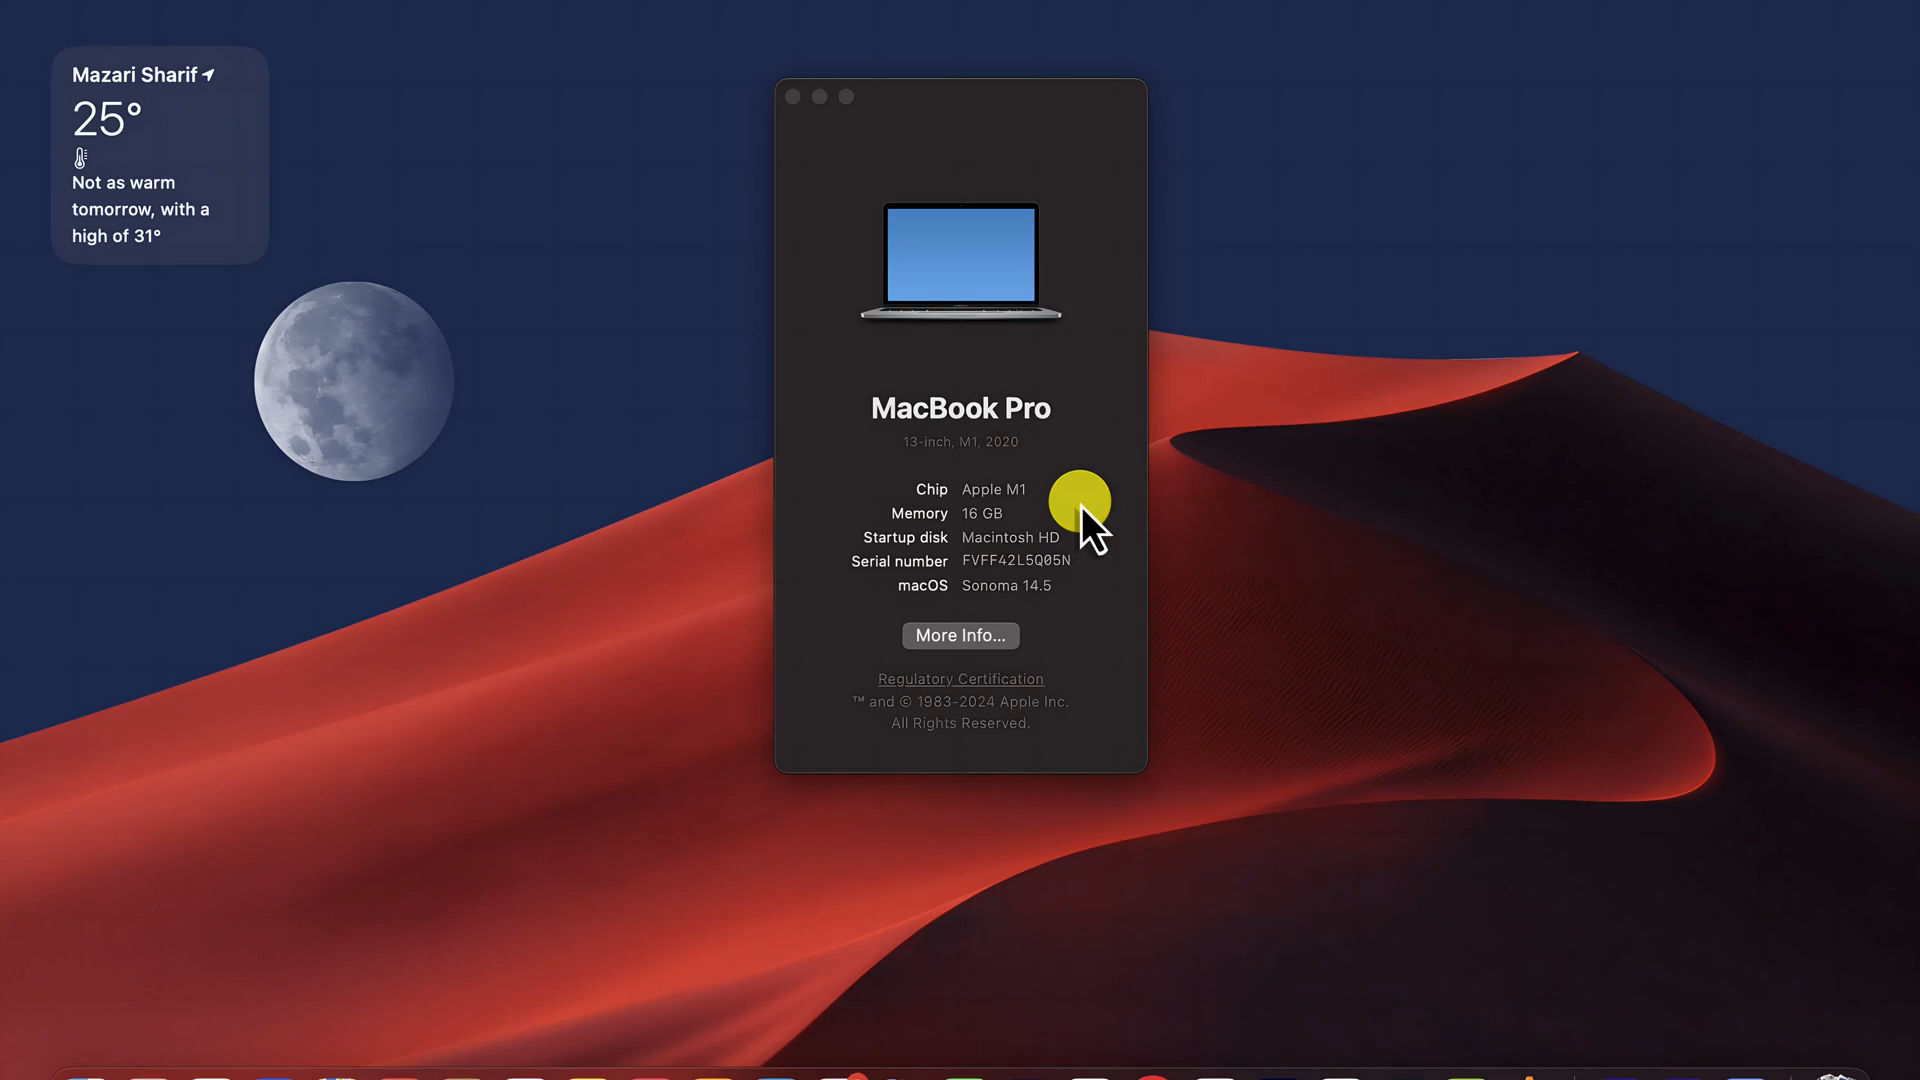 Mazari Sharif
25°
Not as warm
tomorrow, with a
high of 31°
MacBook Pro
13-inch, M1, 2020
Chip Apple M1
Memory 16 GB
Startup disk Macintosh HD
Serial number FVFF42L5Q05N
macOS Sonoma 14.5
More Info...
Regulatory Certification
™ and © 1983-2024 Apple Inc.
All Rights Reserved.